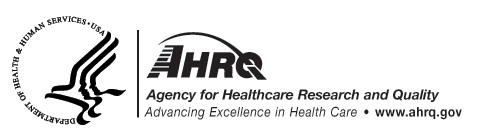 DEPARTMENT OF HEALTH & HUMAN SERVICES • USA
AHRQ
Agency for Healthcare Research and Quality
Advancing Excellence in Health Care • www.ahrq.gov